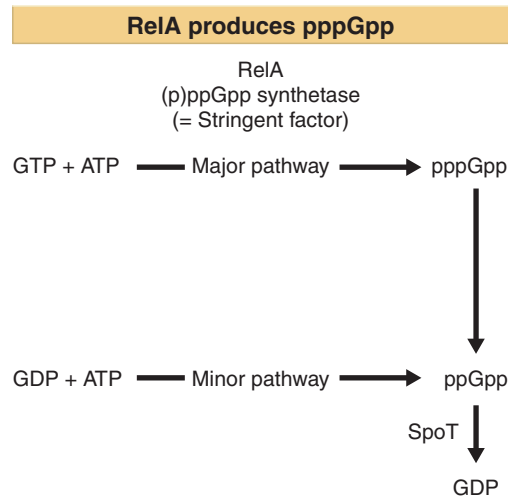 RelA produces pppGpp
RelA
(p)ppGpp synthetase
(= Stringent factor)
GTP + ATP Major pathway pppGpp
GDP + ATP Minor pathway ppGpp
SpoT
GDP